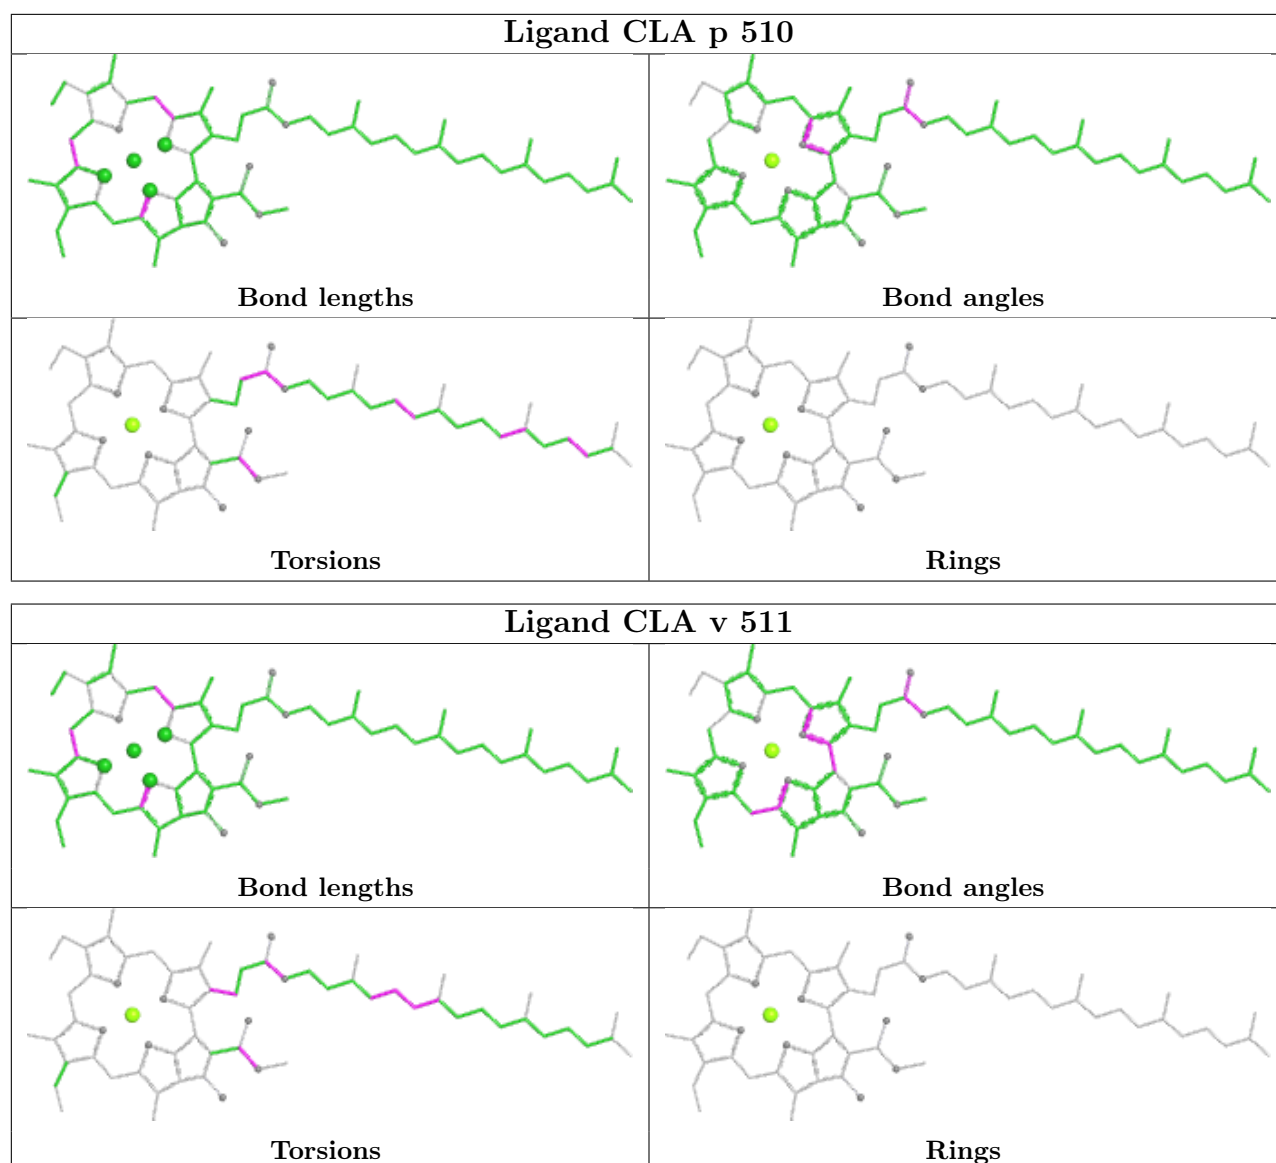 Ligand CLA p 510
Bond lengths
Bond angles
Torsions
Rings
Ligand CLA v 511
Bond lengths
Bond angles
Torsions
Rings